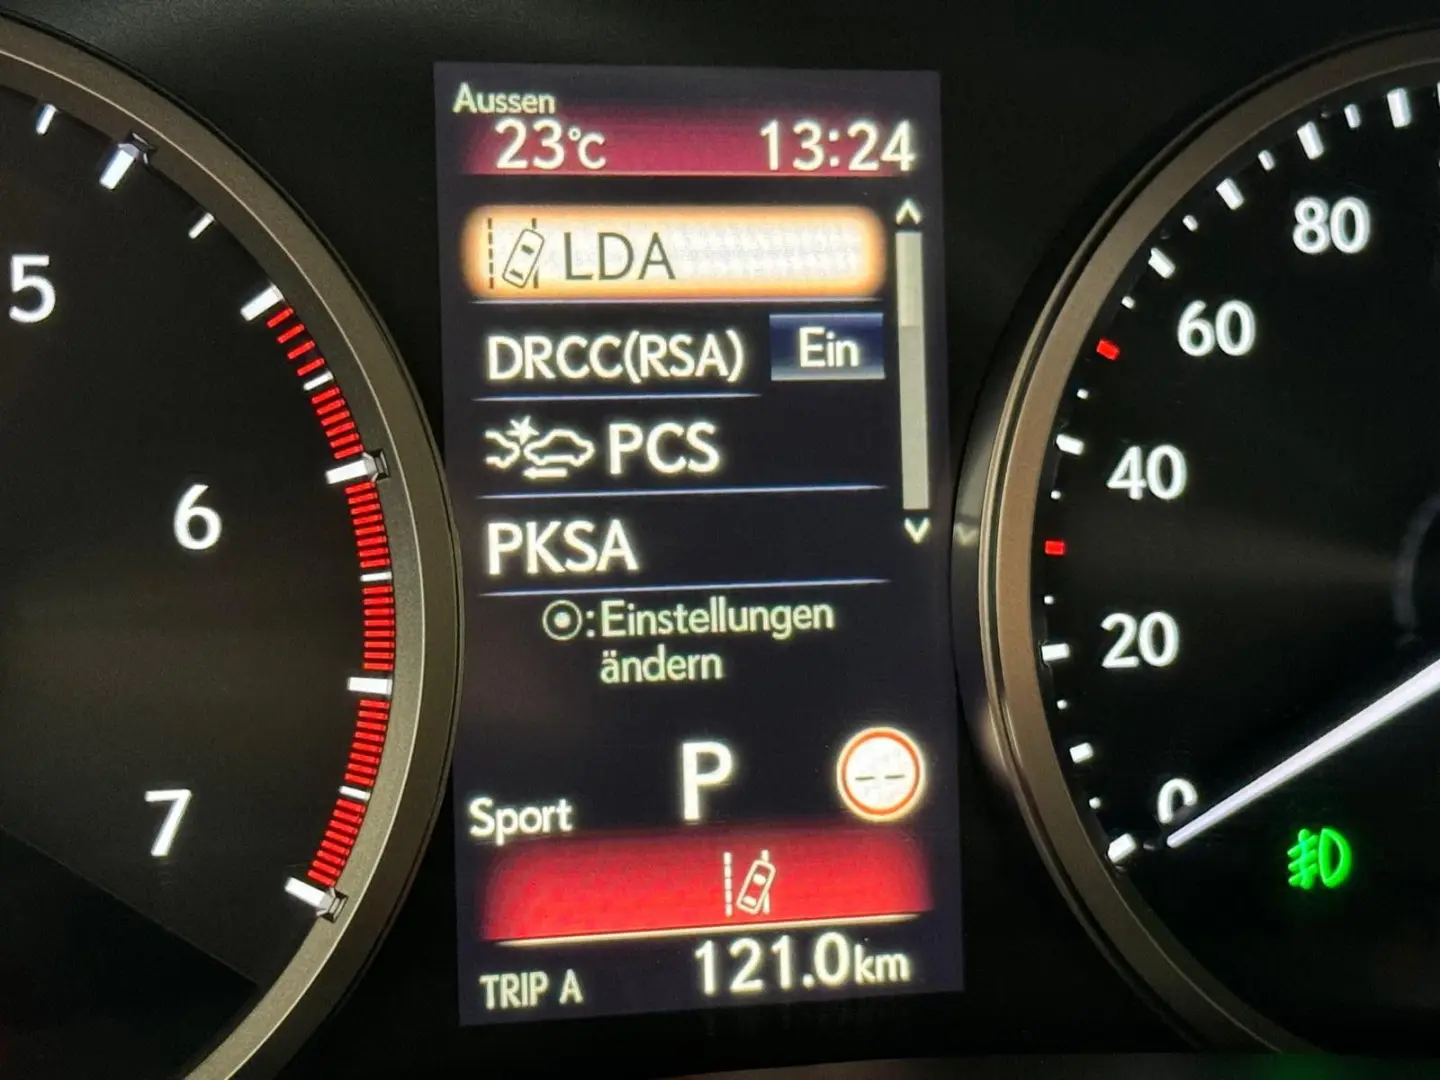 Aussen
23°C 13:24
LDA
DRCC(RSA) Ein
PCS
PKSA
:Einstellungen
ändern
P
Sport
TRIP A 121.0km
5
6
7
80
60
40
20
0